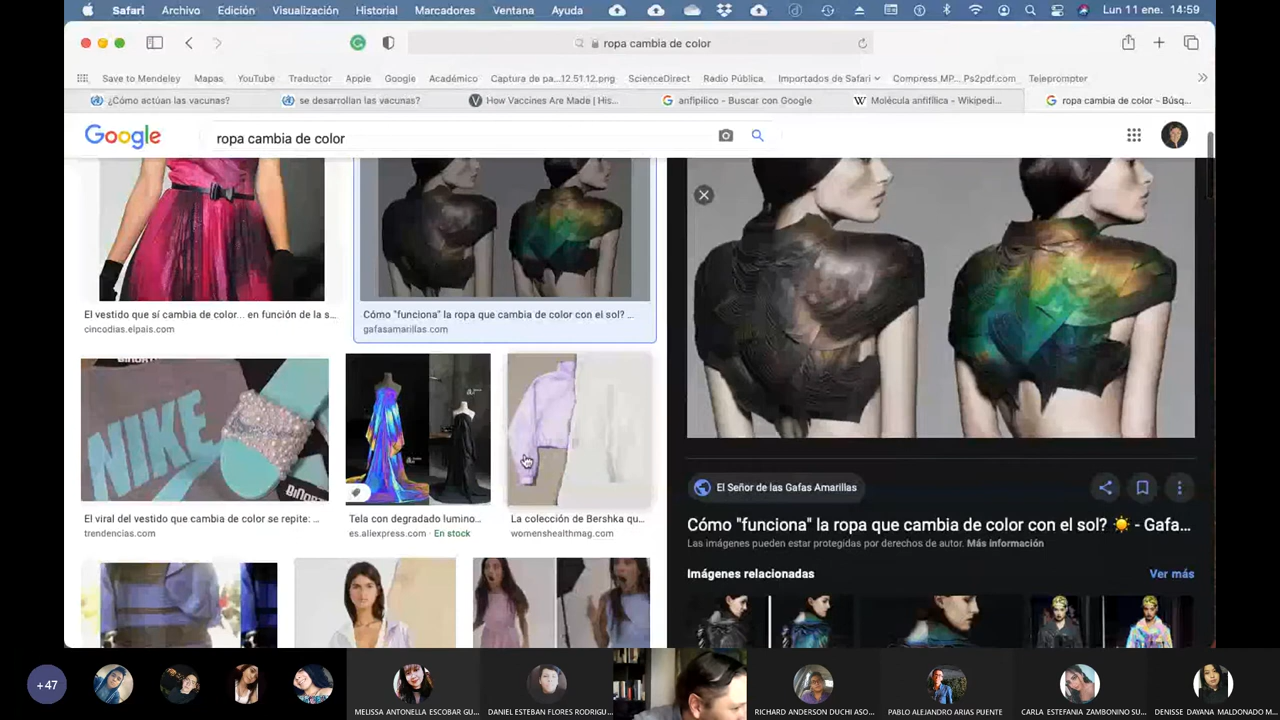 Safari Archivo Edición Visualización Historial Marcadores Ventana Ayuda Lun 11 ene. 14:59
ropa cambia de color
Save to Mendeley Mapas YouTube Traductor Apple Google Académico Captura de pa...12.51.12.png ScienceDirect Radio Pública Importados de Safari Compress MP... Ps2pdf.com Teleprompter
¿Cómo actúan las vacunas? se desarrollan las vacunas? How Vaccines Are Made | His... anfipílico - Buscar con Google Molécula anfifílica - Wikipedi... ropa cambia de color - Búsq...
Google ropa cambia de color
El vestido que sí cambia de color... en función de la s...
cincodias.elpais.com
Cómo "funciona" la ropa que cambia de color con el sol? ...
gafasamarillas.com
NIKE
El viral del vestido que cambia de color se repite: ...
trendencias.com
Tela con degradado lumino...
es.aliexpress.com · En stock
La colección de Bershka qu...
womenshealthmag.com
El Señor de las Gafas Amarillas
Cómo "funciona" la ropa que cambia de color con el sol? ☀️ - Gafa...
Las imágenes pueden estar protegidas por derechos de autor. Más información
Imágenes relacionadas Ver más
+47
MELISSA ANTONELLA ESCOBAR GU...
DANIEL ESTEBAN FLORES RODRIGU...
RICHARD ANDERSON DUCHI ASO...
PABLO ALEJANDRO ARIAS PUENTE
CARLA ESTEFANIA ZAMBONINO SU...
DENISSE DAYANA MALDONADO M...